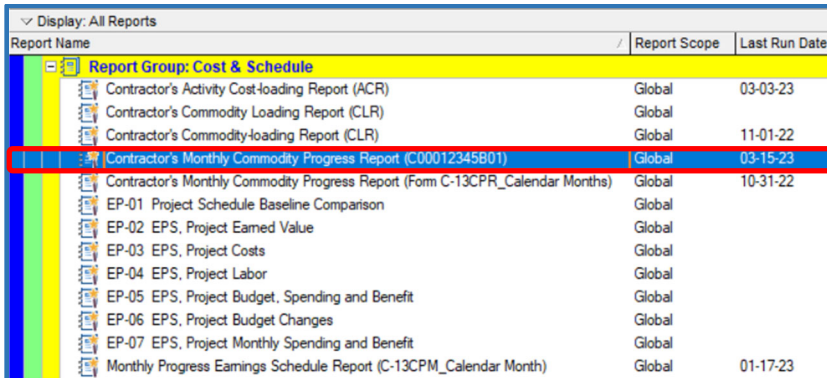 Display: All Reports
Report Name / Report Scope Last Run Date
Report Group: Cost & Schedule
Contractor's Activity Cost-loading Report (ACR) Global 03-03-23
Contractor's Commodity Loading Report (CLR) Global
Contractor's Commodity-loading Report (CLR) Global 11-01-22
Contractor's Monthly Commodity Progress Report (C00012345B01) Global 03-15-23
Contractor's Monthly Commodity Progress Report (Form C-13CPR_Calendar Months) Global 10-31-22
EP-01 Project Schedule Baseline Comparison Global
EP-02 EPS, Project Earned Value Global
EP-03 EPS, Project Costs Global
EP-04 EPS, Project Labor Global
EP-05 EPS, Project Budget, Spending and Benefit Global
EP-06 EPS, Project Budget Changes Global
EP-07 EPS, Project Monthly Spending and Benefit Global
Monthly Progress Earnings Schedule Report (C-13CPM_Calendar Month) Global 01-17-23